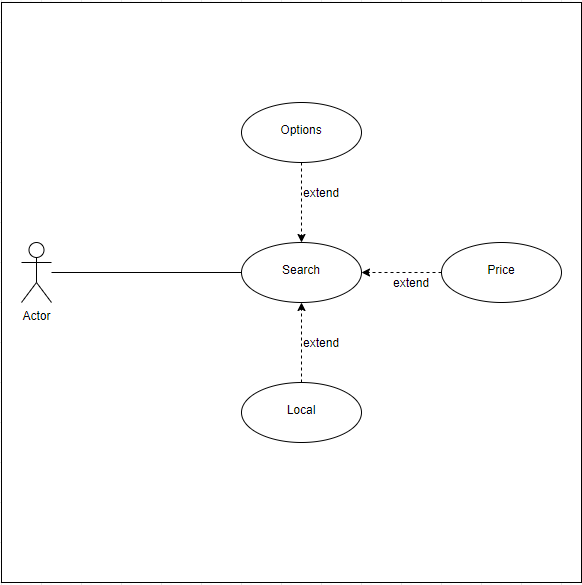 Options
extend
Search
Price
extend
Actor
extend
Local